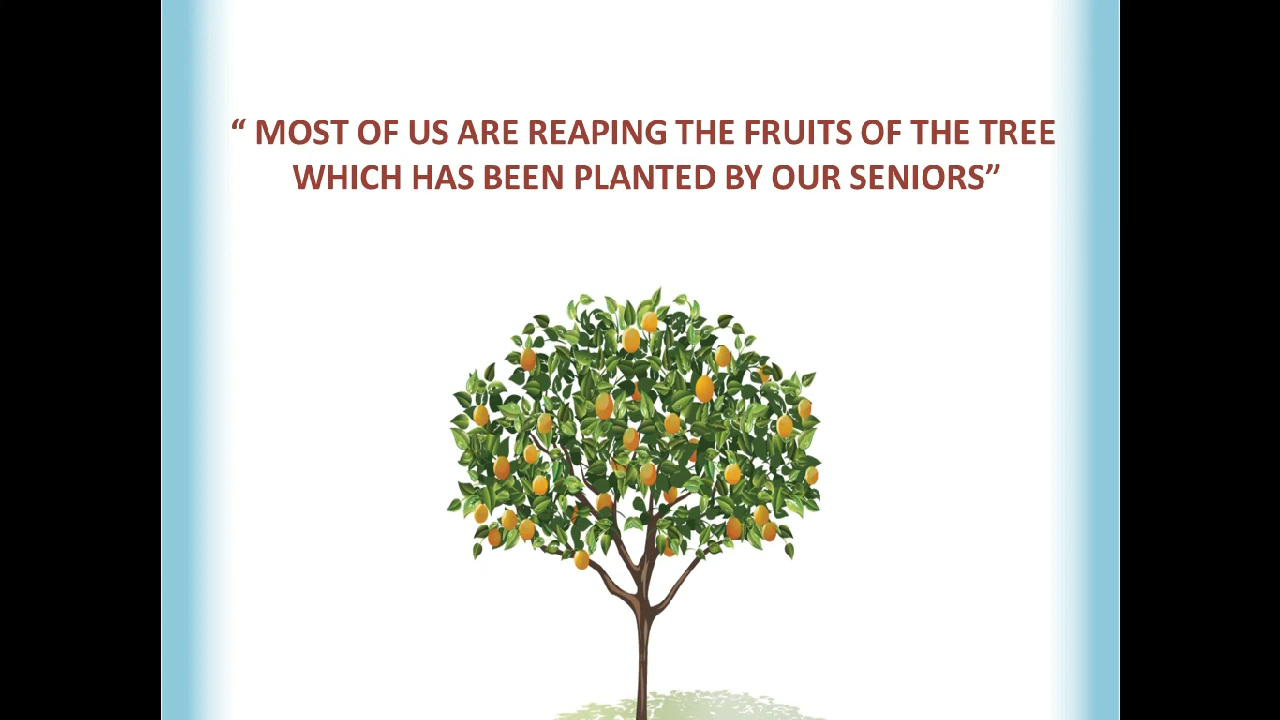 “ MOST OF US ARE REAPING THE FRUITS OF THE TREE
WHICH HAS BEEN PLANTED BY OUR SENIORS”